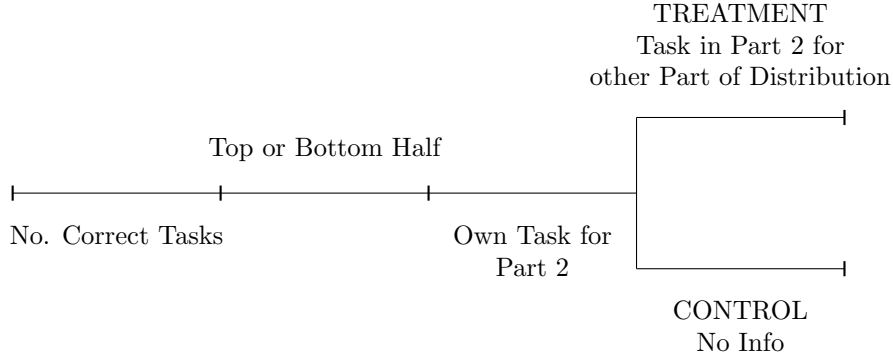 TREATMENT
Task in Part 2 for
other Part of Distribution
Top or Bottom Half
No. Correct Tasks
Own Task for
Part 2
CONTROL
No Info